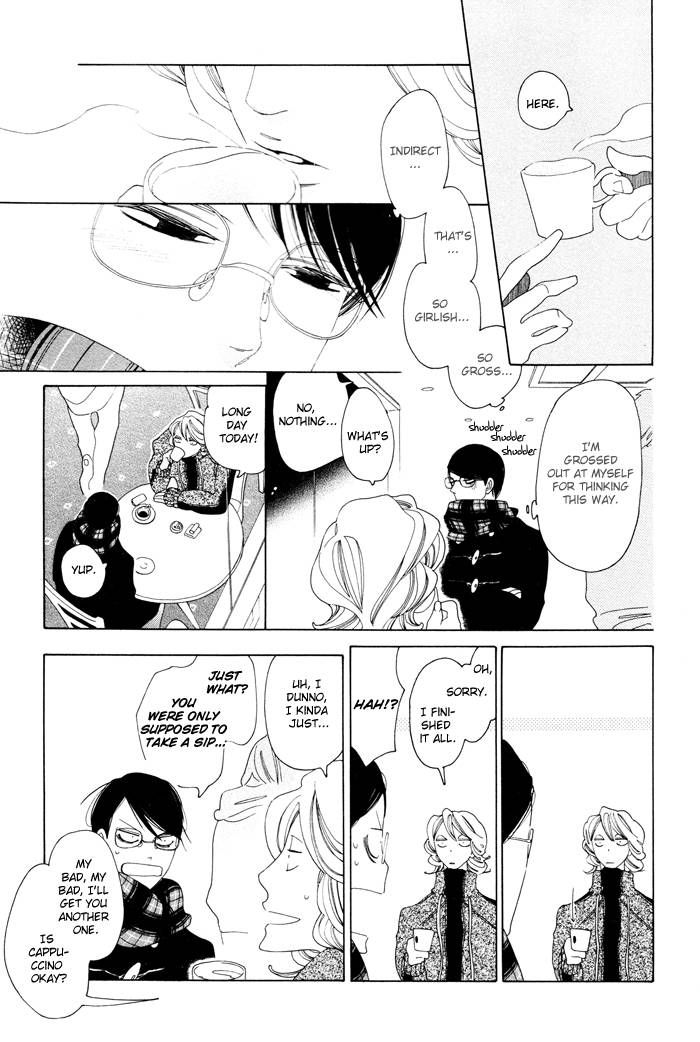 HERE.
INDIRECT
...
THAT'S
...
SO
GIRLISH...
SO
GROSS...
I'M
GROSSED
OUT AT MYSELF
FOR THINKING
THIS WAY.
shudder
shudder
shudder
WHAT'S
UP?
NO,
NOTHING...
LONG
DAY
TODAY!
YUP.
OH,
SORRY.
I FINI-
SHED
IT ALL.
HAH!?
UH, I
DUNNO,
I KINDA
JUST...
JUST
WHAT?
YOU
WERE ONLY
SUPPOSED TO
TAKE A SIP...
MY
BAD, MY
BAD, I'LL
GET YOU
ANOTHER
ONE.
IS
CAPPU-
CCINO
OKAY?